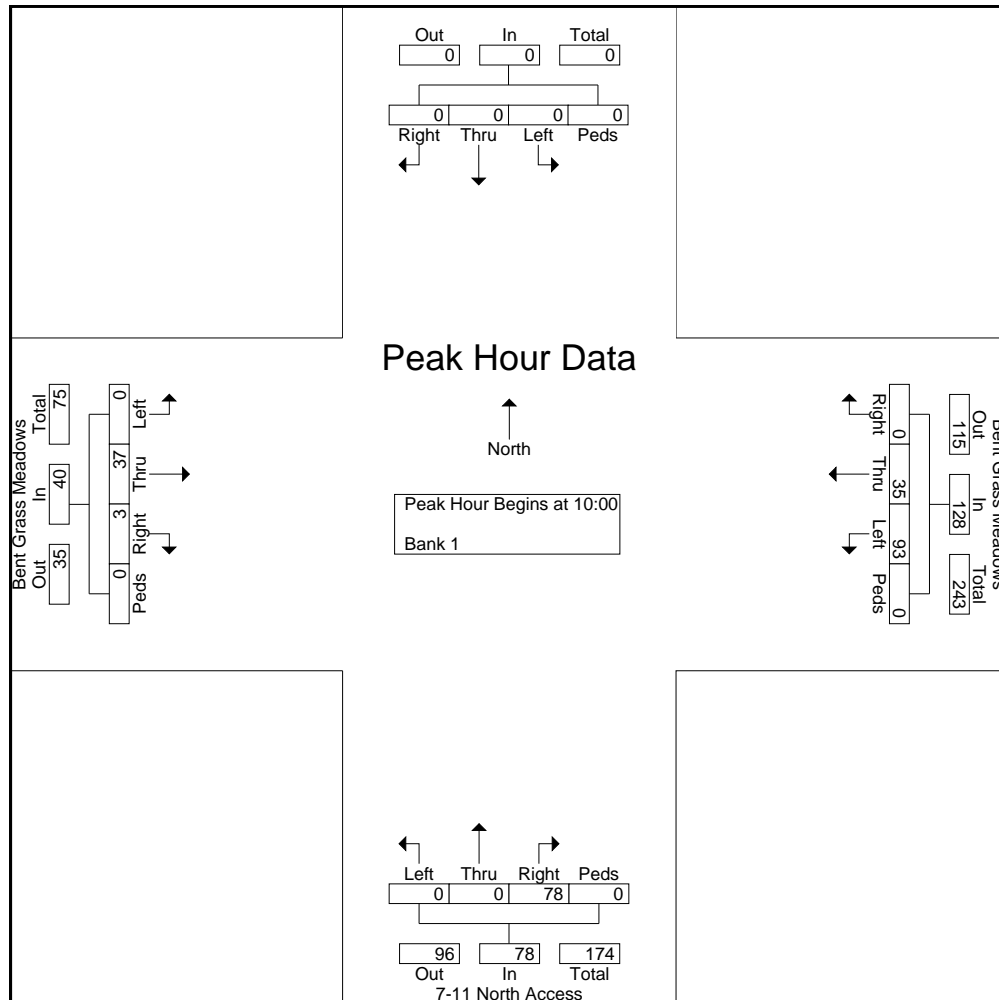 Out In Total
0 0 0
0 0 0 0
Right Thru Left Peds
Peak Hour Data
North
Peak Hour Begins at 10:00
Bank 1
Bent Grass Meadows
Total In Out
75 40 35
0 37 3 0
Left Thru Right Peds
Right Thru Left Peds
0 35 93 0
115 128 243
Out In Total
Bent Grass Meadows
Left Thru Right Peds
0 0 78 0
96 78 174
Out In Total
7-11 North Access